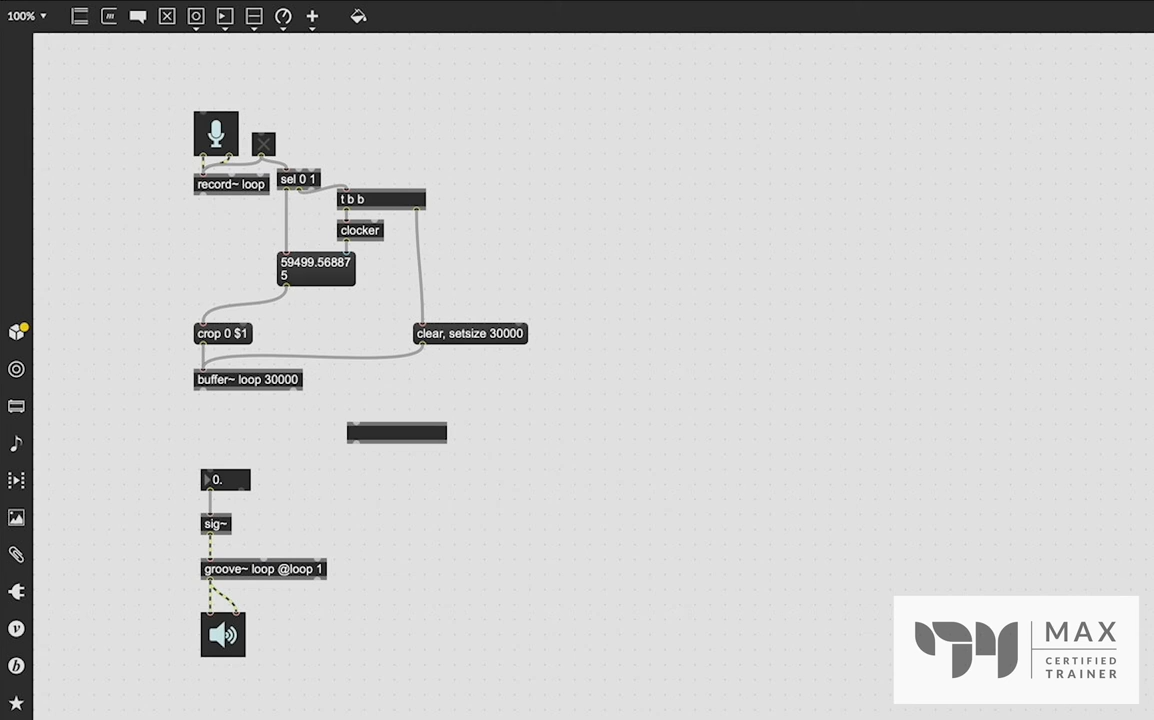 100%
m
record~ loop
sel 0 1
t b b
clocker
59499.56887
5
crop 0 $1
clear, setsize 30000
buffer~ loop 30000
0.
sig~
groove~ loop @loop 1
v
b
MAX
CERTIFIED
TRAINER